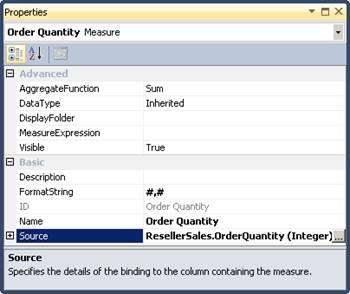 Properties
Order Quantity Measure
Advanced
AggregateFunction Sum
DataType Inherited
DisplayFolder
MeasureExpression
Visible True
Basic
Description
FormatString #,#
ID Order Quantity
Name Order Quantity
Source ResellerSales.OrderQuantity (Integer) ...
Source
Specifies the details of the binding to the column containing the measure.